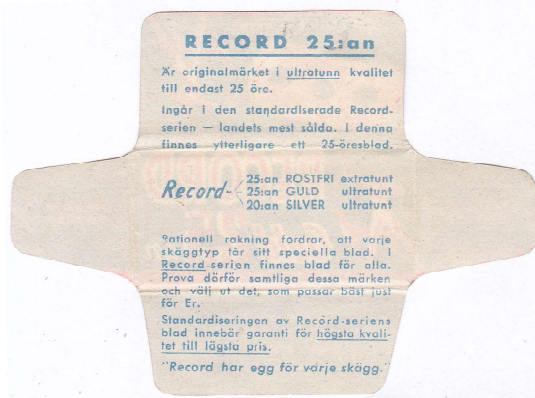 RECORD 25:an
Är originalmärket i ultratunn kvalitet
till endast 25 öre.
Ingår i den standardiserade Record-
serien — landets mest sålda. I denna
finnes ytterligare ett 25-öresblad.
Record- 25:an ROSTFRI extratunt
25:an GULD ultratunt
20:an SILVER ultratunt
Rationell rakning fordrar, att varje
skäggtyp får sitt speciella blad. I
Record-serien finnes blad för alla.
Prova därför samtliga dessa märken
och välj ut det, som passar bäst just
för Er.
Standardiseringen av Record-seriens
blad innebär garanti för högsta kvali-
tet till lägsta pris.
"Record har egg för varje skägg."